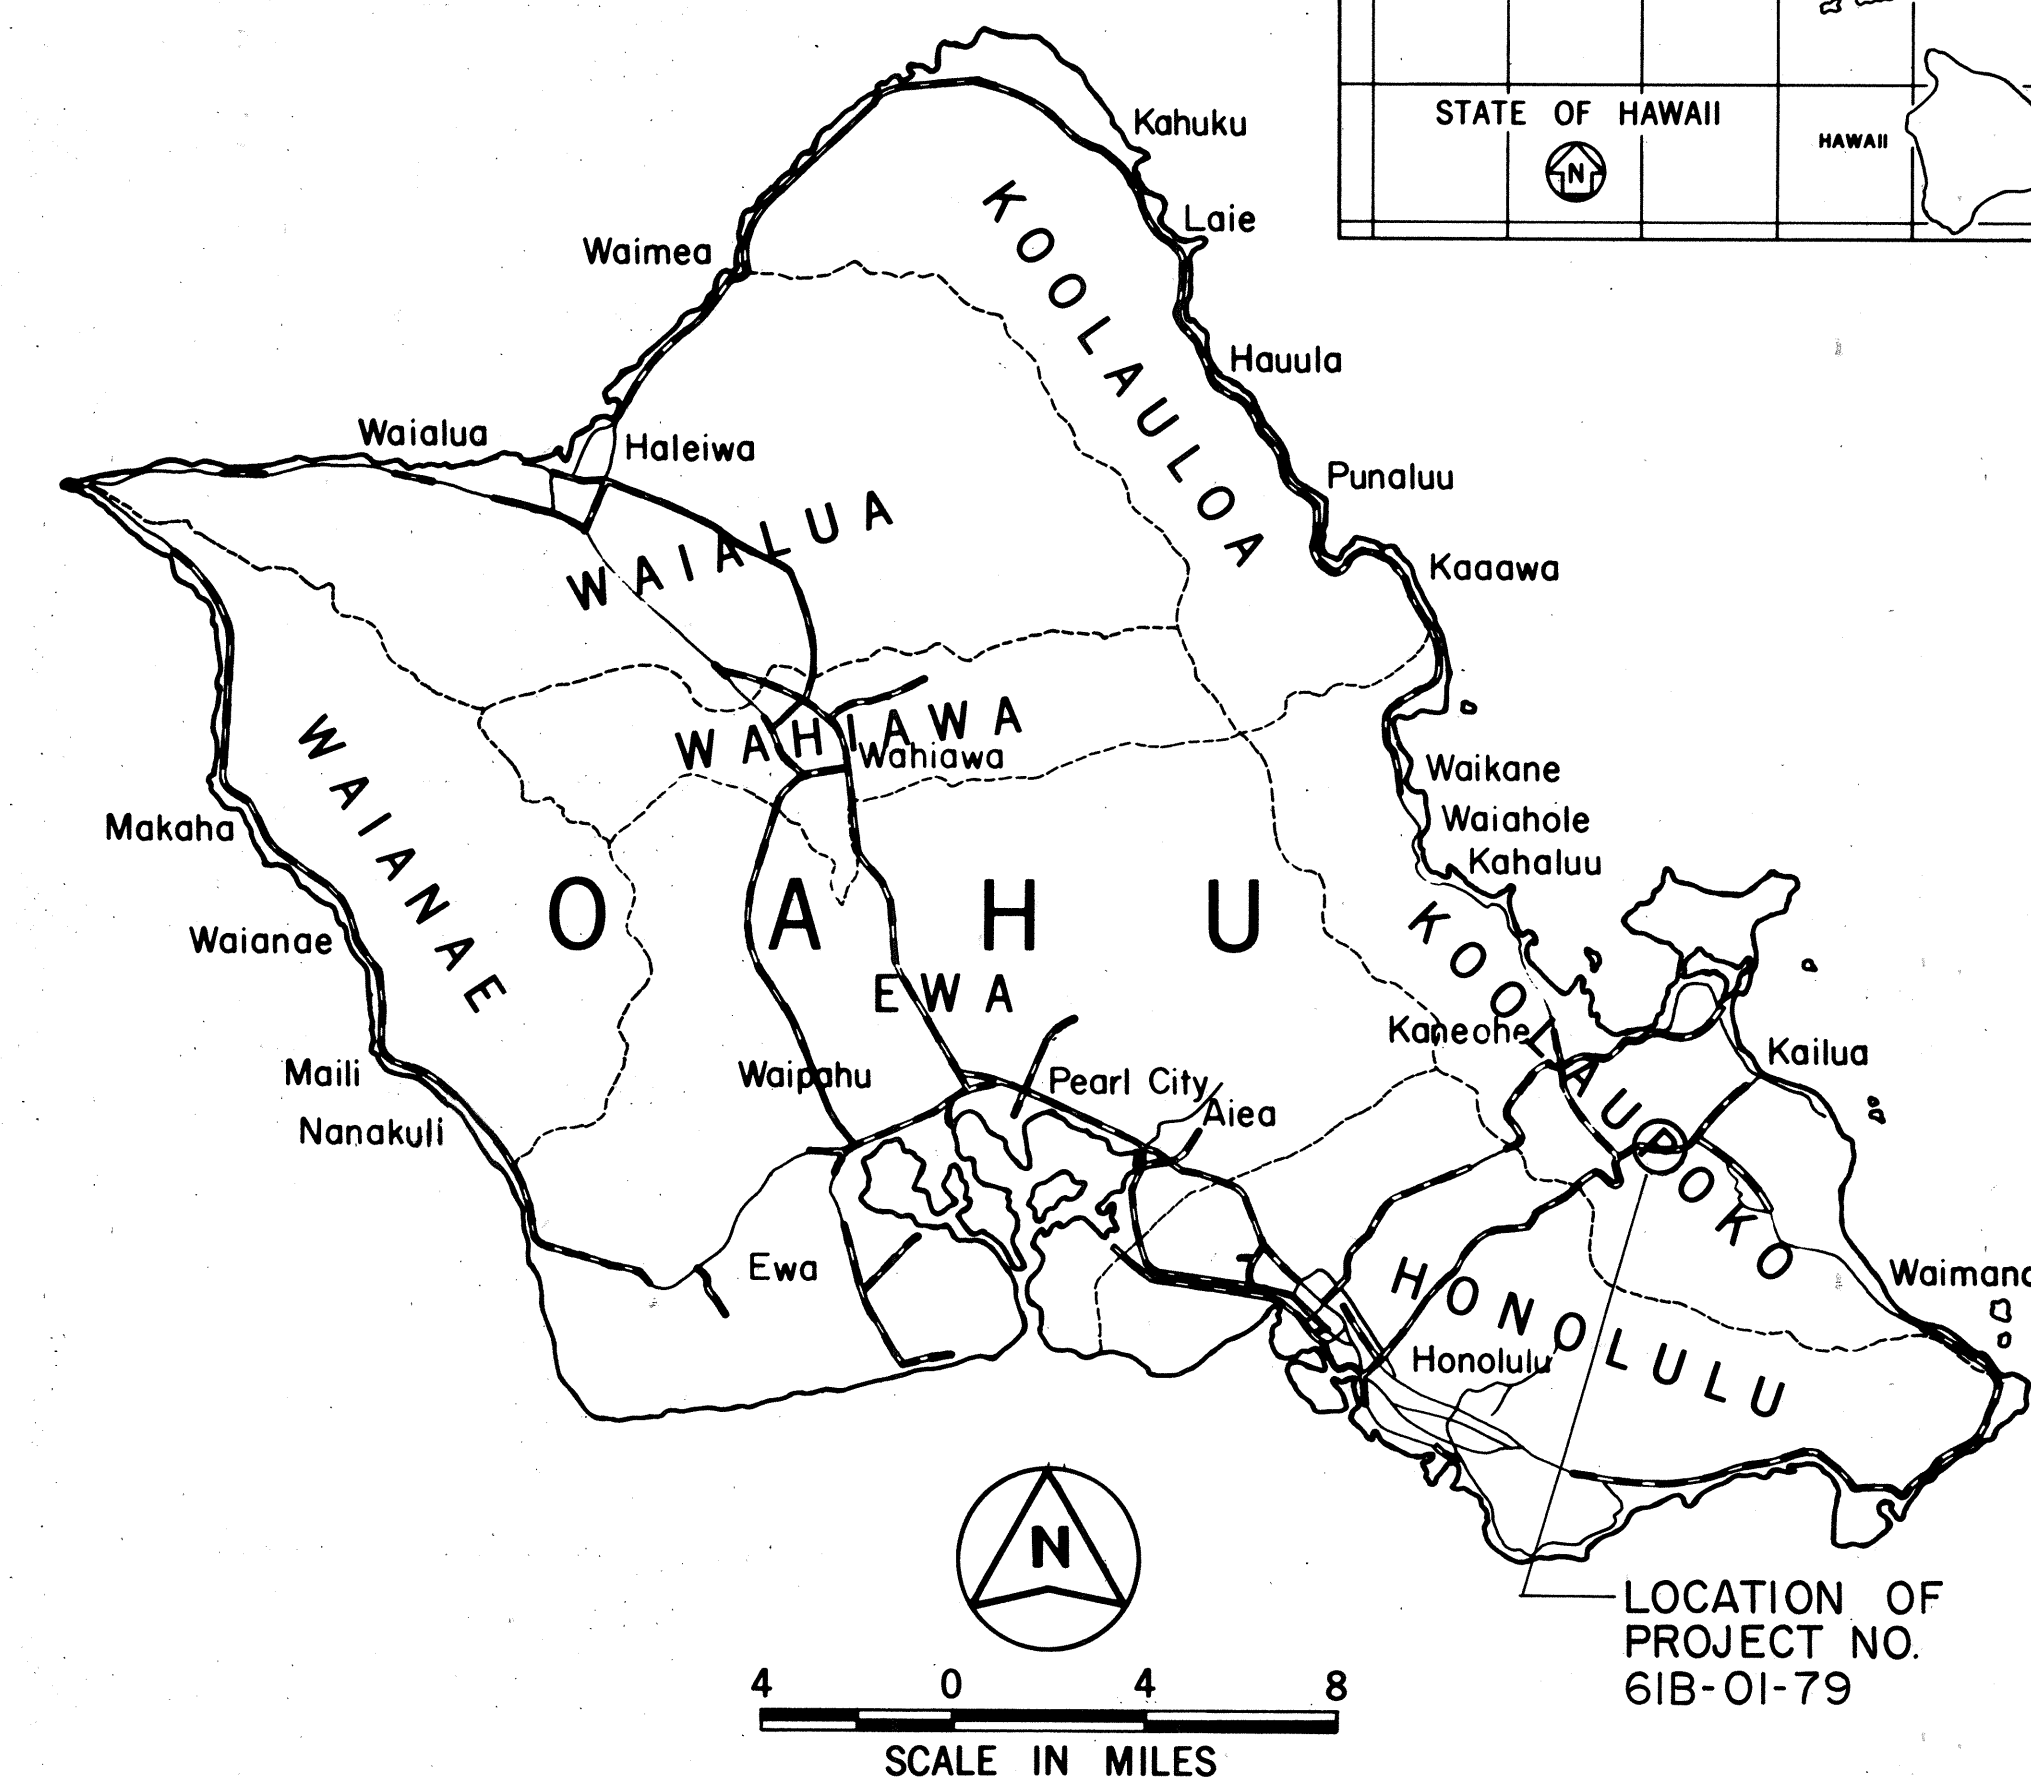 STATE OF HAWAII
HAWAII
N
Kahuku
Laie
Waimea
KOOLAULOA
Hauula
Waialua
Haleiwa
Punaluu
WAIALUA
Kaaawa
WAHIAWA
Wahiawa
WAIANAE
Waikane
Waiahole
Makaha
Kahaluu
OAHU
KOOLAUPOKO
Waianae
EWA
Kaneohe
Kailua
Maili
Waipahu
Pearl City
Aiea
Nanakuli
Ewa
HONOLULU
Waimana
Honolulu
N
LOCATION OF
PROJECT NO.
61B-01-79
4 0 4 8
SCALE IN MILES